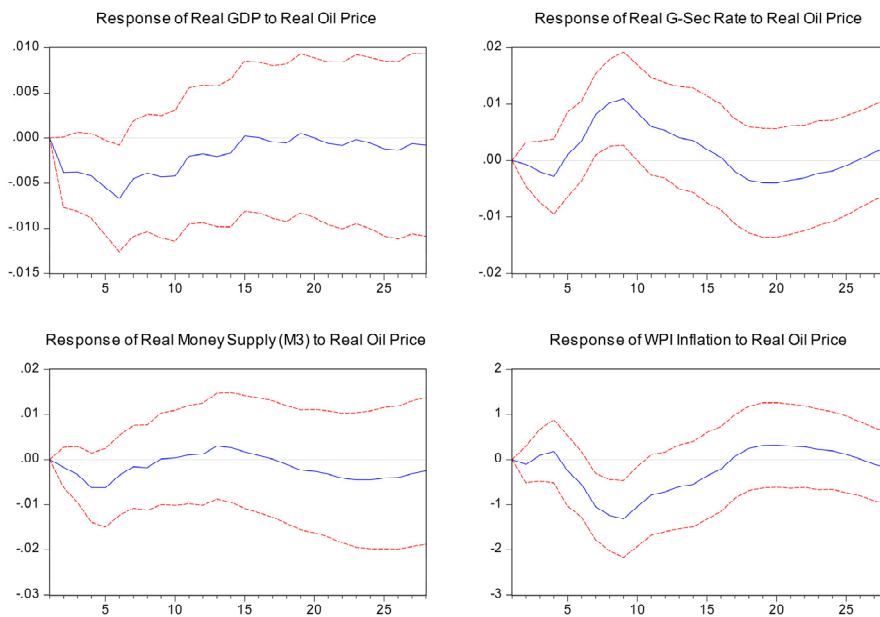 Response of Real GDP to Real Oil Price
.010
.005
.000
-.005
-.010
-.015
5 10 15 20 25
Response of Real G-Sec Rate to Real Oil Price
.02
.01
.00
-.01
-.02
5 10 15 20 25
Response of Real Money Supply (M3) to Real Oil Price
.02
.01
.00
-.01
-.02
-.03
5 10 15 20 25
Response of WPI Inflation to Real Oil Price
2
1
0
-1
-2
-3
5 10 15 20 25